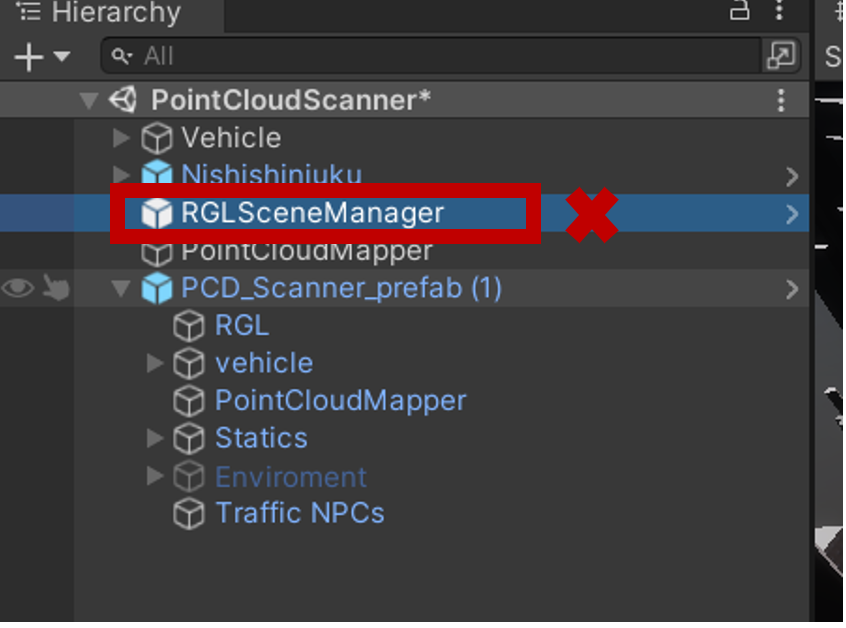 Hierarchy
All
S
PointCloudScanner*
Vehicle
Nishishinjuku
RGLSceneManager
PointCloudMapper
PCD_Scanner_prefab (1)
RGL
vehicle
PointCloudMapper
Statics
Enviroment
Traffic NPCs